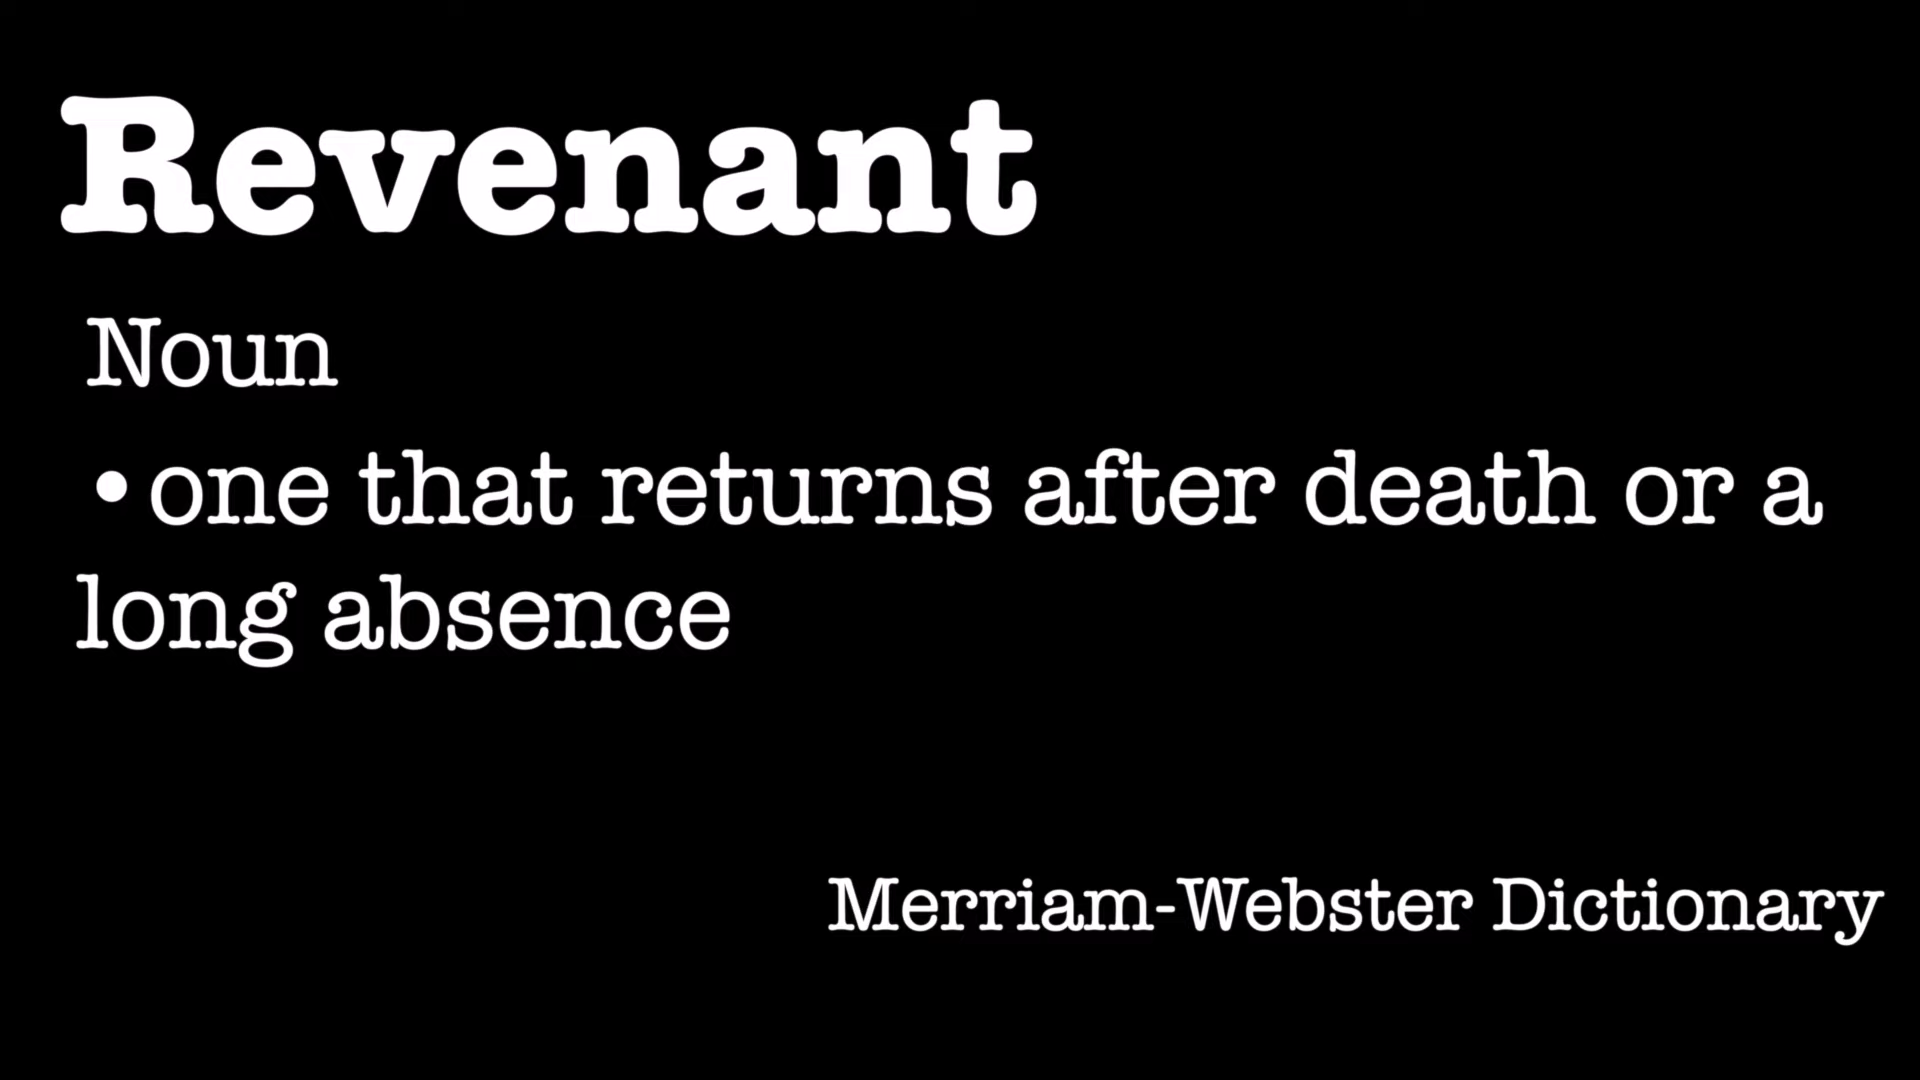 Revenant
Noun
•one that returns after death or a
long absence
Merriam-Webster Dictionary